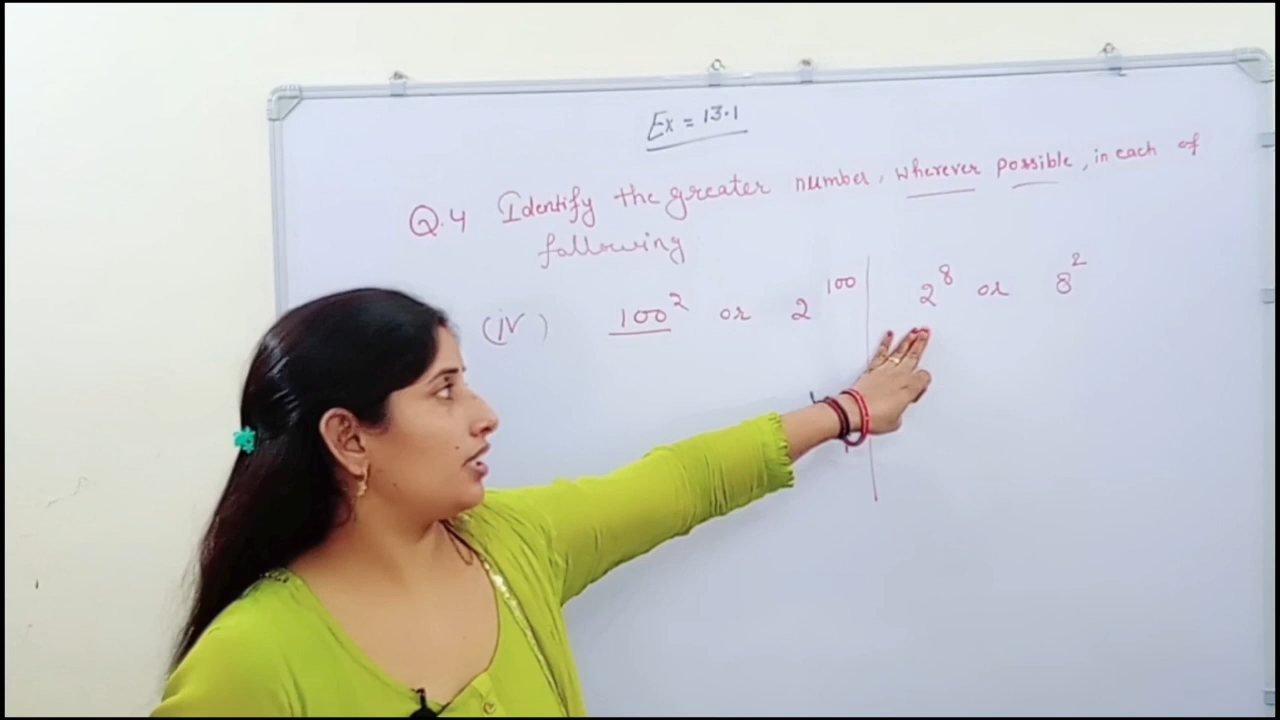 Ex = 13.1
Q.4 Identify the greater number, wherever possible, in each of
following
(iv) 100² or 2¹⁰⁰ | 2⁸ or 8²